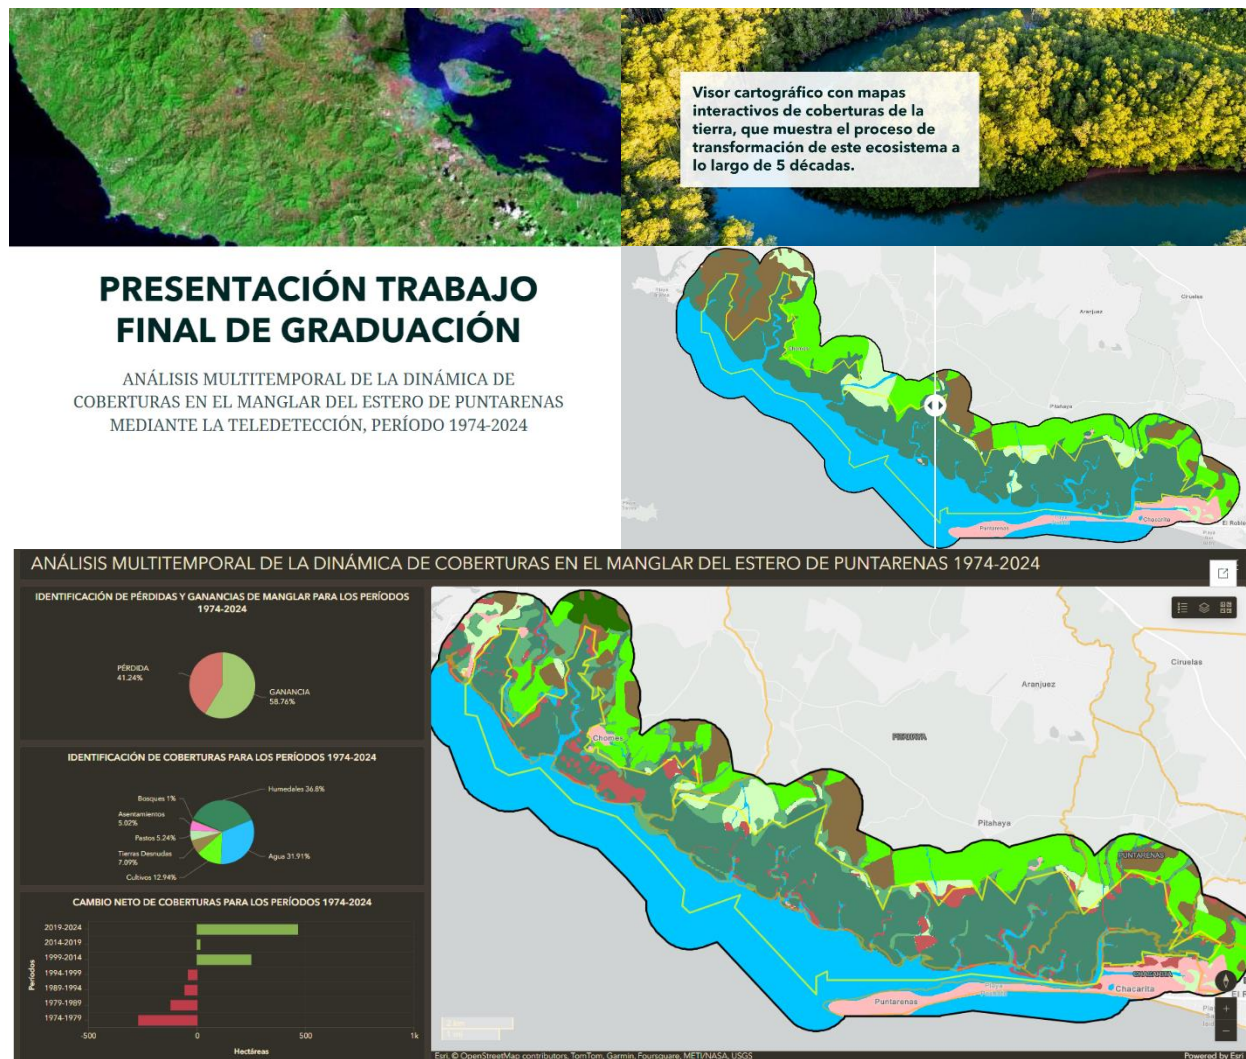 Visor cartográfico con mapas
interactivos de coberturas de la
tierra, que muestra el proceso de
transformación de este ecosistema a
lo largo de 5 décadas.
PRESENTACIÓN TRABAJO
FINAL DE GRADUACIÓN
ANÁLISIS MULTITEMPORAL DE LA DINÁMICA DE
COBERTURAS EN EL MANGLAR DEL ESTERO DE PUNTARENAS
MEDIANTE LA TELEDETECCIÓN, PERÍODO 1974-2024
Ciruelas
Aranjuez
Chomes
Pitahaya
Puntarenas
Chacarita
El Roble
ANÁLISIS MULTITEMPORAL DE LA DINÁMICA DE COBERTURAS EN EL MANGLAR DEL ESTERO DE PUNTARENAS 1974-2024
IDENTIFICACIÓN DE PÉRDIDAS Y GANANCIAS DE MANGLAR PARA LOS PERÍODOS
1974-2024
PÉRDIDA
41.24%
GANANCIA
58.76%
IDENTIFICACIÓN DE COBERTURAS PARA LOS PERÍODOS 1974-2024
Humedales 36.8%
Bosques 1%
Asentamientos
5.02%
Pastos 5.24%
Tierras Desnudas
7.09%
Cultivos 12.94%
Agua 31.91%
CAMBIO NETO DE COBERTURAS PARA LOS PERÍODOS 1974-2024
Períodos
2019-2024
2014-2019
1999-2014
1994-1999
1989-1994
1979-1989
1974-1979
-500
0
500
1k
Hectáreas
Ciruelas
Aranjuez
Chomes
Pitahaya
PUNTARENAS
CHACARITA
Chacarita
Puntarenas
El R
Esri, © OpenStreetMap contributors, TomTom, Garmin, Foursquare, METI/NASA, USGS
Powered by Esri